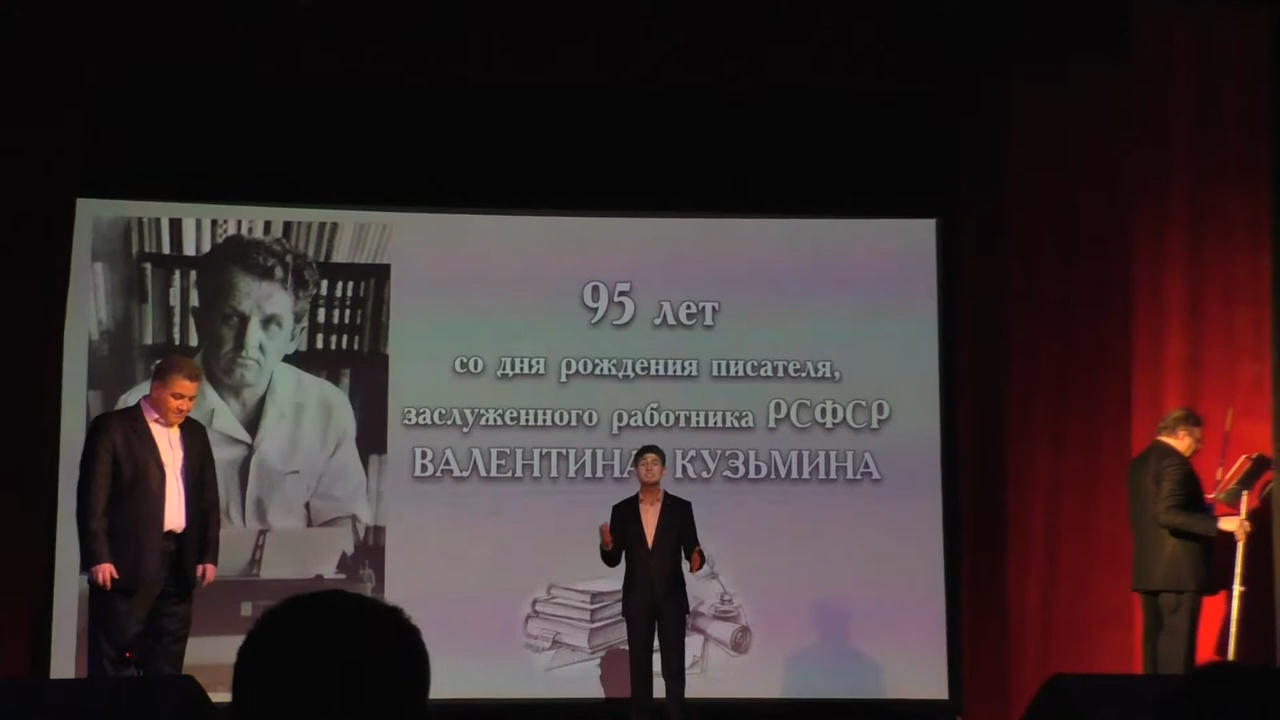 95 лет
со дня рождения писателя,
заслуженного работника РСФСР
ВАЛЕНТИНА КУЗЬМИНА